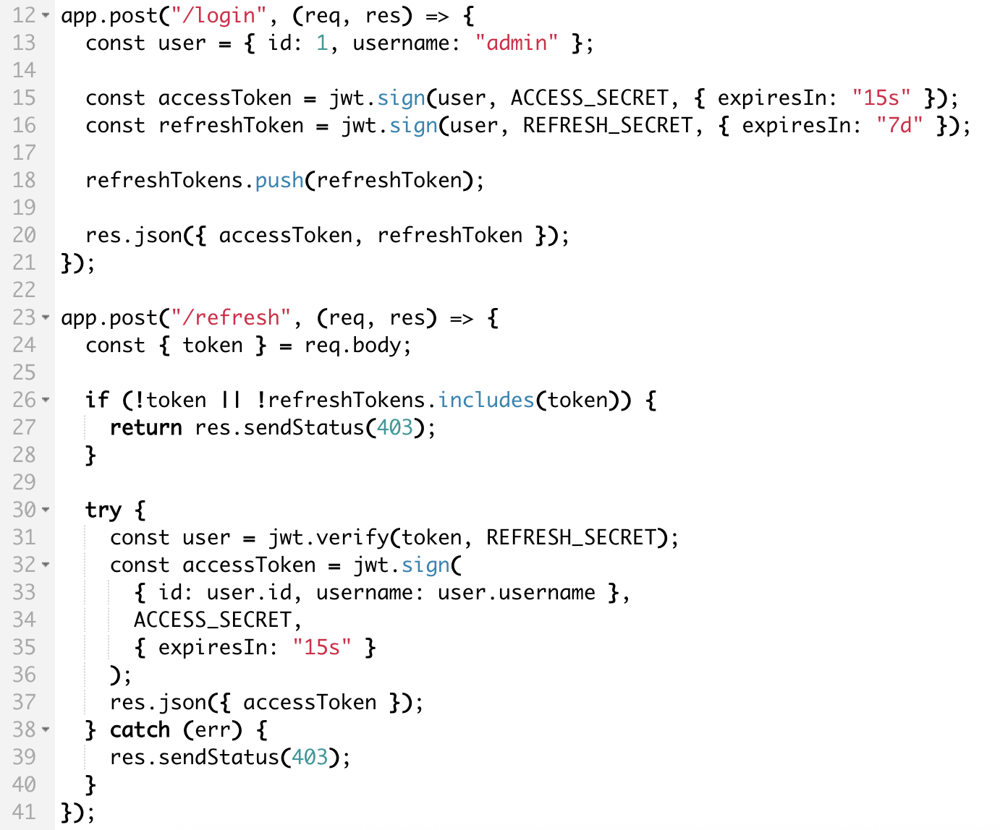 12 app.post("/login", (req, res) => {
13   const user = { id: 1, username: "admin" };
14
15   const accessToken = jwt.sign(user, ACCESS_SECRET, { expiresIn: "15s" });
16   const refreshToken = jwt.sign(user, REFRESH_SECRET, { expiresIn: "7d" });
17
18   refreshTokens.push(refreshToken);
19
20   res.json({ accessToken, refreshToken });
21 });
22
23 app.post("/refresh", (req, res) => {
24   const { token } = req.body;
25
26   if (!token || !refreshTokens.includes(token)) {
27     return res.sendStatus(403);
28   }
29
30   try {
31     const user = jwt.verify(token, REFRESH_SECRET);
32     const accessToken = jwt.sign(
33       { id: user.id, username: user.username },
34       ACCESS_SECRET,
35       { expiresIn: "15s" }
36     );
37     res.json({ accessToken });
38   } catch (err) {
39     res.sendStatus(403);
40   }
41 });